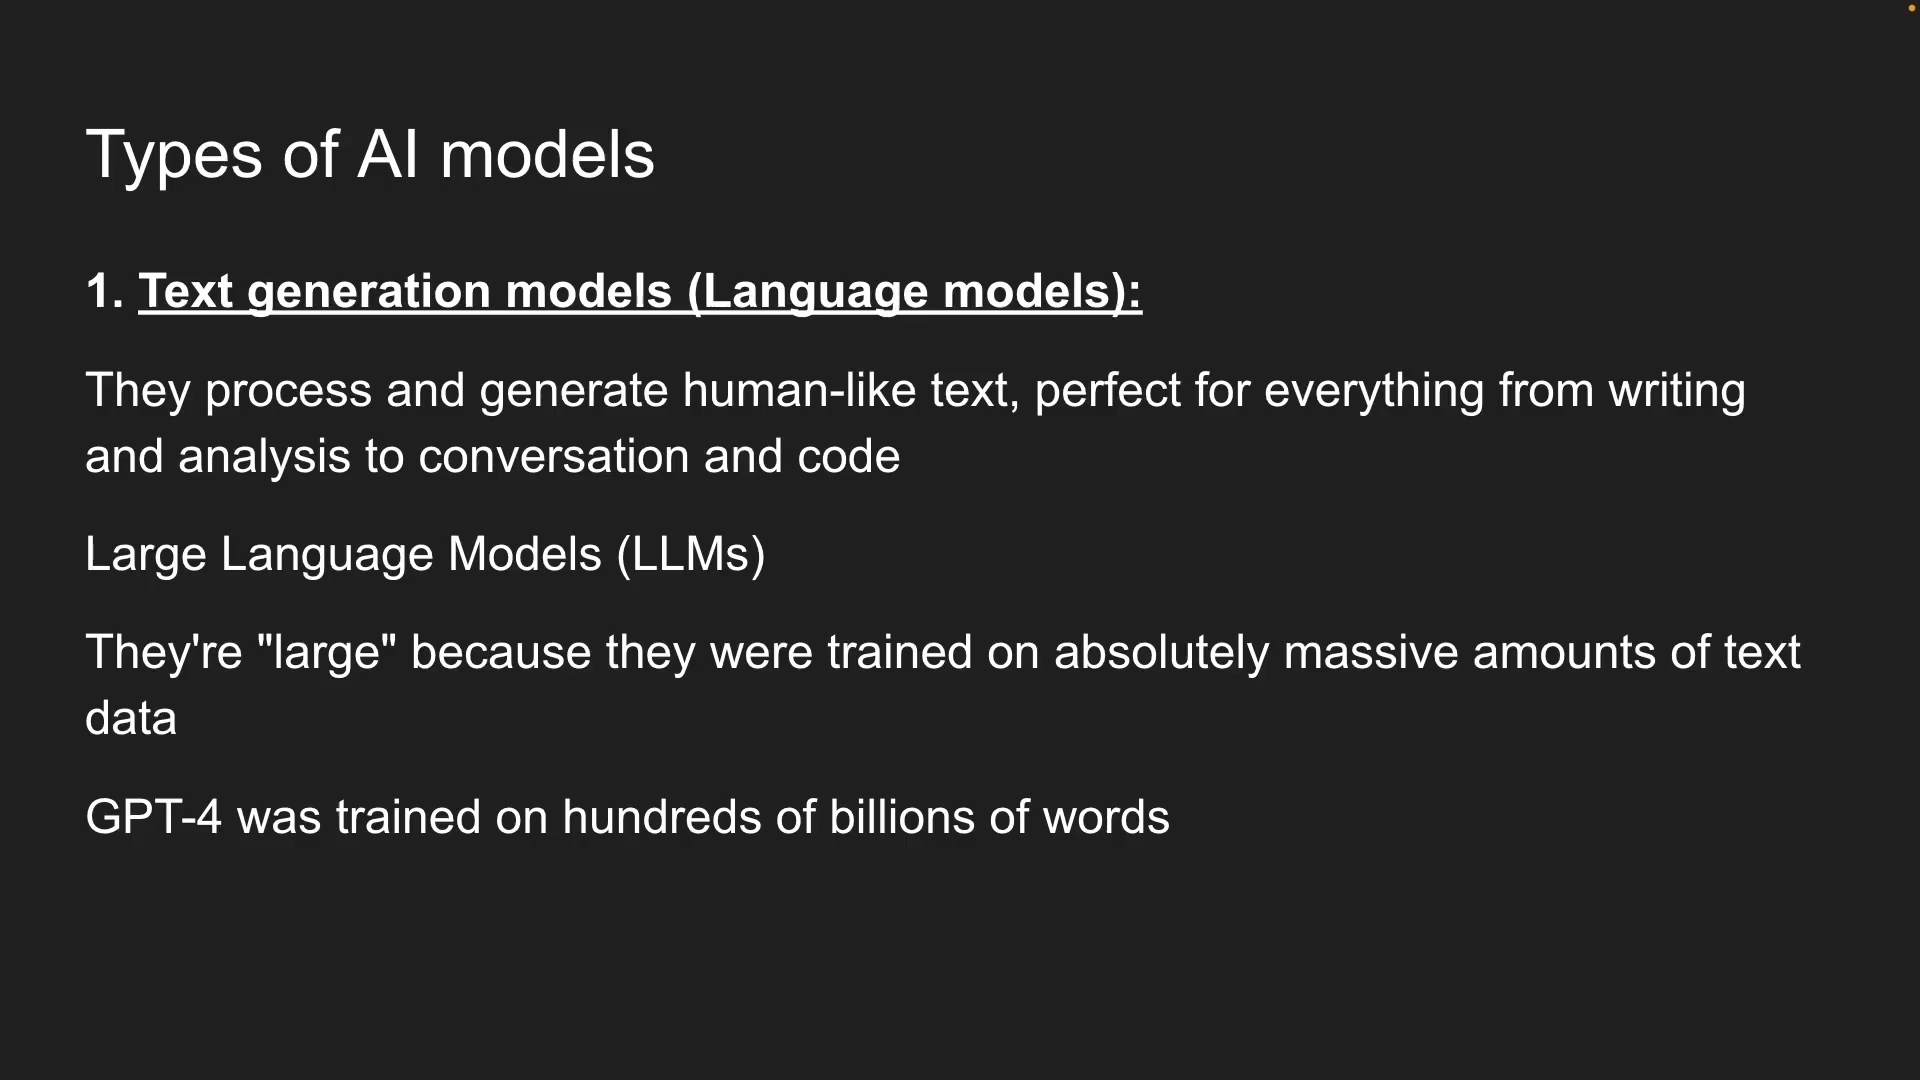 Types of AI models
1. Text generation models (Language models):
They process and generate human-like text, perfect for everything from writing
and analysis to conversation and code
Large Language Models (LLMs)
They're "large" because they were trained on absolutely massive amounts of text
data
GPT-4 was trained on hundreds of billions of words